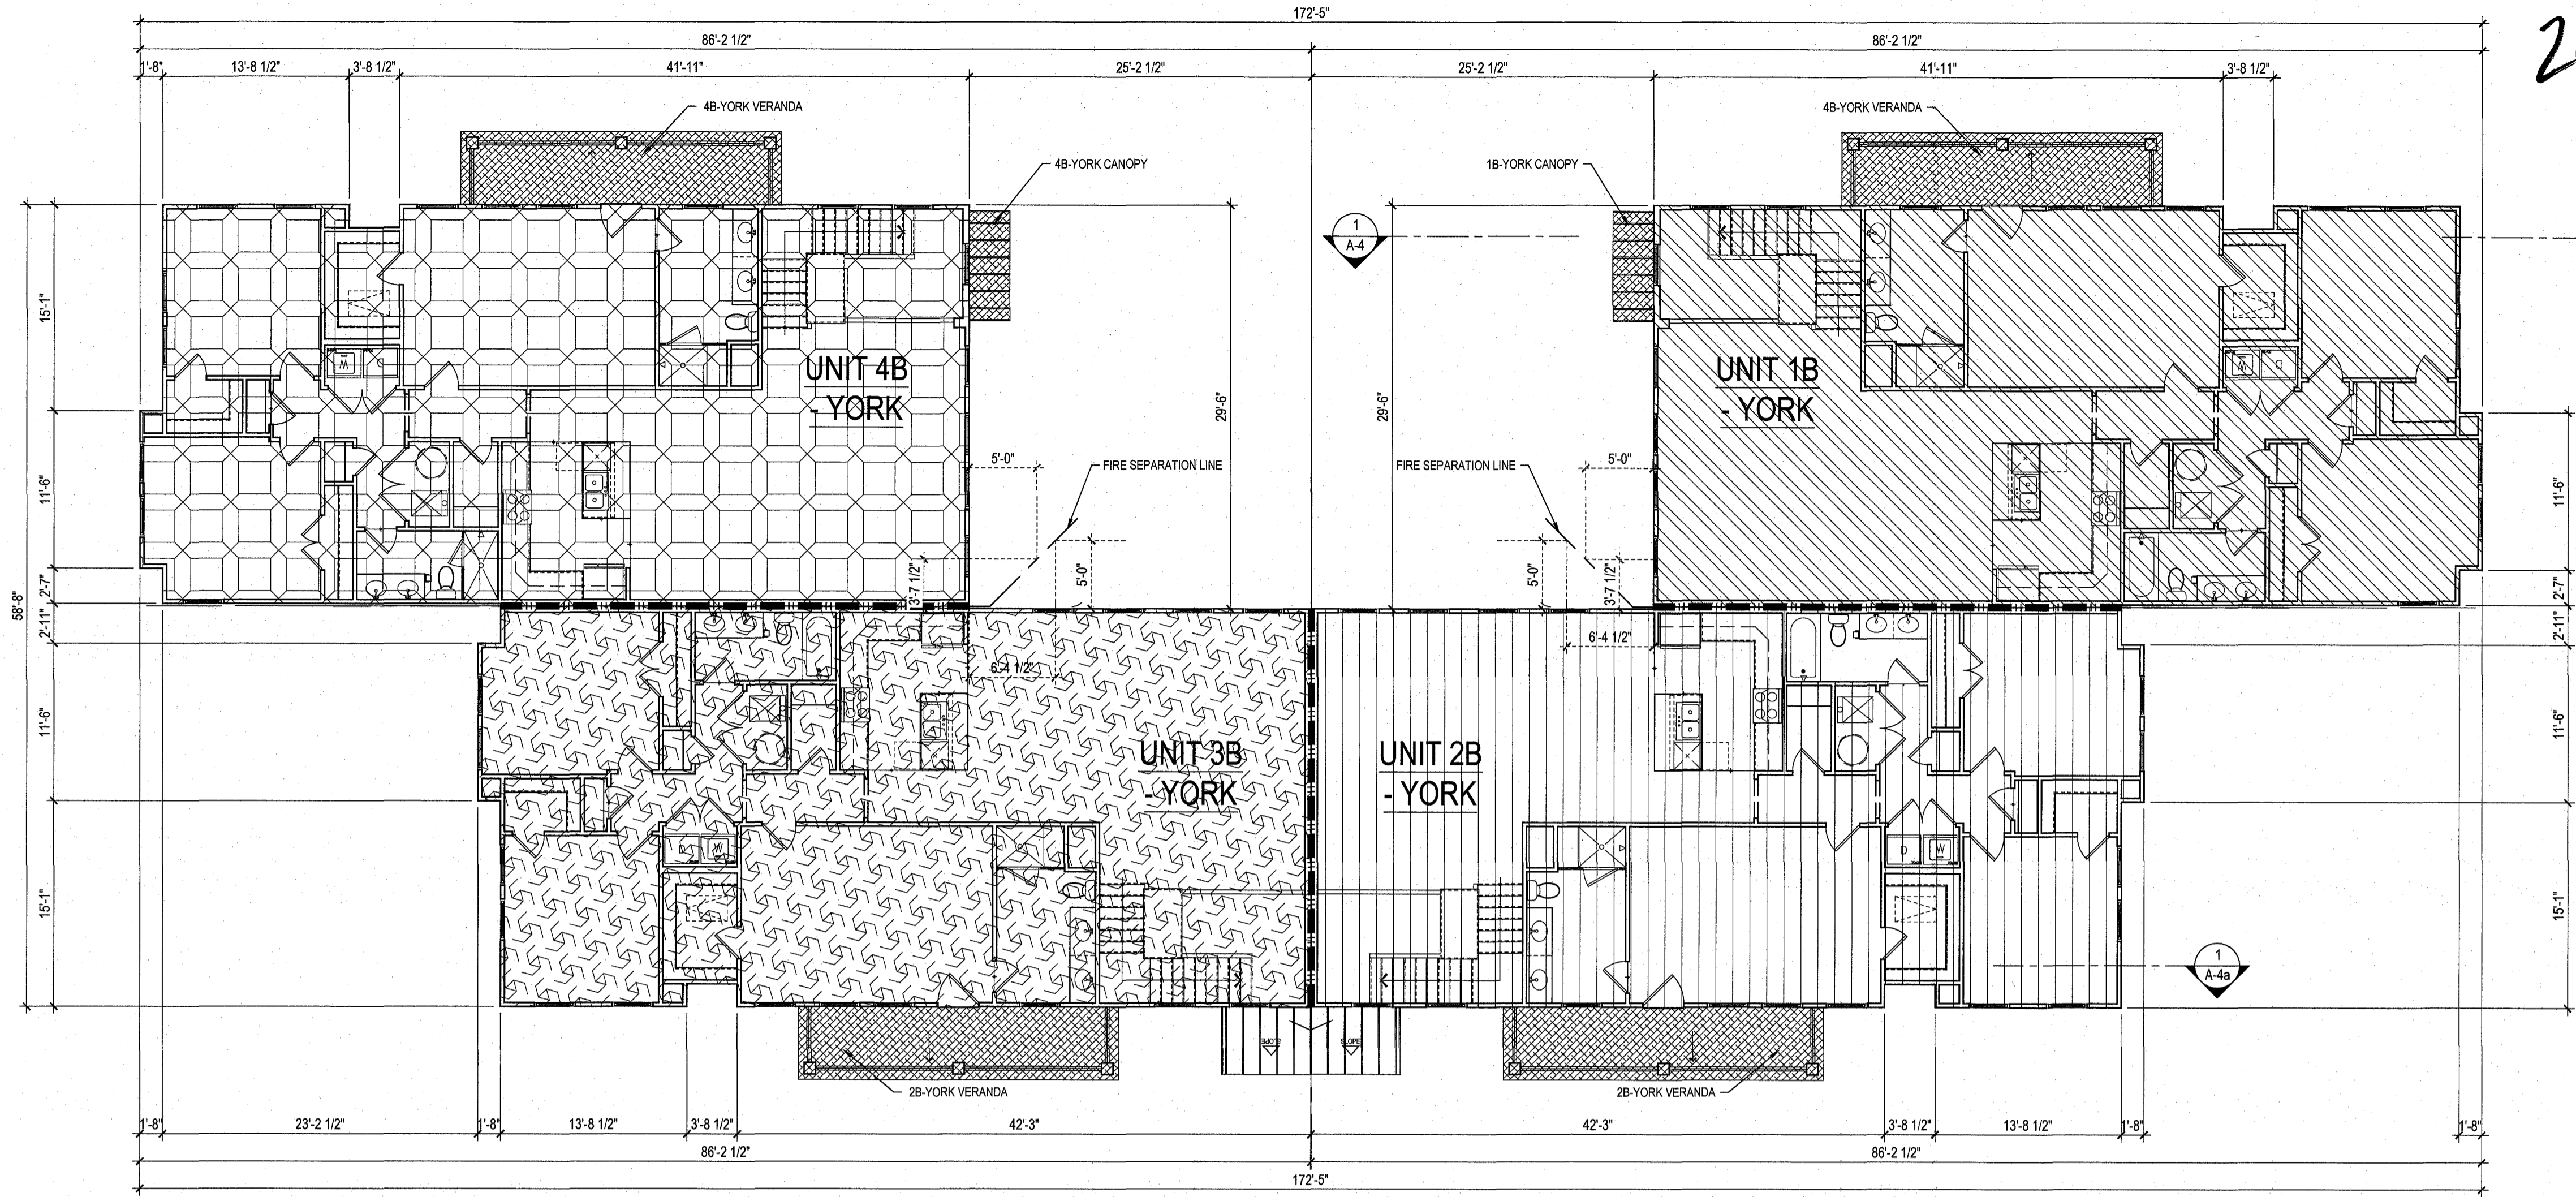 172'-5"
2
86'-2 1/2"
86'-2 1/2"
1'-8"
13'-8 1/2"
3'-8 1/2"
41'-11"
25'-2 1/2"
25'-2 1/2"
41'-11"
3'-8 1/2"
4B-YORK VERANDA
4B-YORK VERANDA
4B-YORK CANOPY
1B-YORK CANOPY
1
A-4
58'-8"
15'-1"
11'-6"
2'-7"
2'-11"
11'-6"
15'-1"
W
D
UNIT 4B
- YORK
29'-6"
29'-6"
UNIT 1B
- YORK
W
D
5'-0"
FIRE SEPARATION LINE
FIRE SEPARATION LINE
5'-0"
3'-7 1/2"
5'-0"
5'-0"
3'-7 1/2"
11'-6"
2'-7"
2'-11"
11'-6"
15'-1"
6'-4 1/2"
6'-4 1/2"
UNIT 3B
- YORK
UNIT 2B
- YORK
D
W
D
W
1
A-4a
SLOPE
SLOPE
2B-YORK VERANDA
2B-YORK VERANDA
1'-8"
23'-2 1/2"
1'-8"
13'-8 1/2"
3'-8 1/2"
42'-3"
42'-3"
3'-8 1/2"
13'-8 1/2"
1'-8"
1'-8"
86'-2 1/2"
86'-2 1/2"
172'-5"